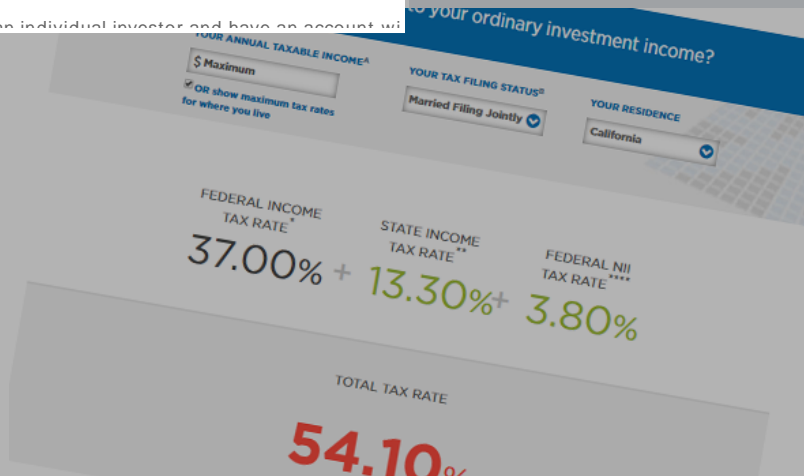 an individual investor and have an account wi
to your ordinary investment income?
YOUR ANNUAL TAXABLE INCOMEA
$ Maximum
OR show maximum tax rates
for where you live
YOUR TAX FILING STATUSB
Married Filing Jointly
YOUR RESIDENCE
California
FEDERAL INCOME
TAX RATE*
37.00%
+
STATE INCOME
TAX RATE**
13.30%
+
FEDERAL NII
TAX RATE****
3.80%
TOTAL TAX RATE
54.10%